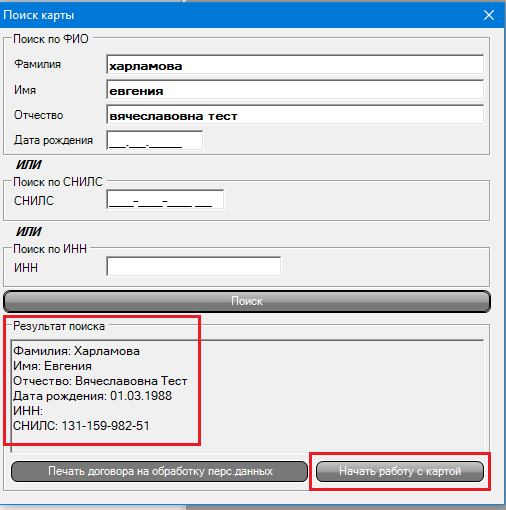 Поиск карты
Поиск по ФИО
Фамилия харламова
Имя евгения
Отчество вячеславовна тест
Дата рождения __.__.____
ИЛИ
Поиск по СНИЛС
СНИЛС ___-___-___ __
ИЛИ
Поиск по ИНН
ИНН
Поиск
Результат поиска
Фамилия: Харламова
Имя: Евгения
Отчество: Вячеславовна Тест
Дата рождения: 01.03.1988
ИНН:
СНИЛС: 131-159-982-51
Печать договора на обработку перс.данных Начать работу с картой